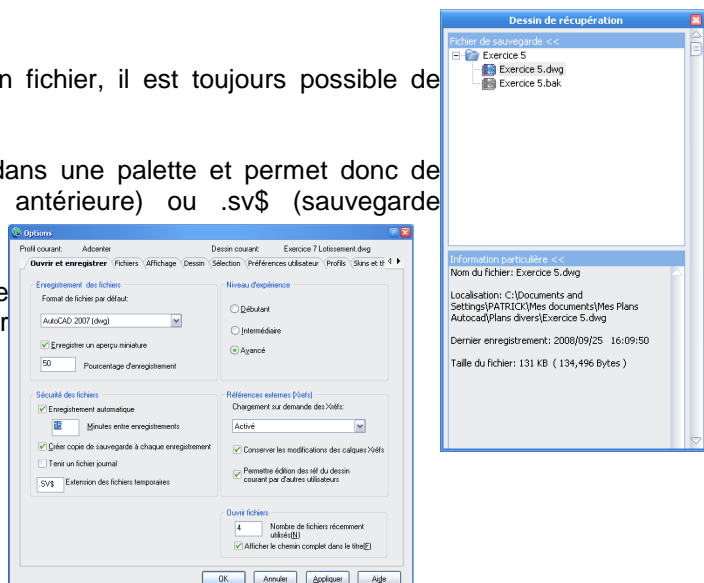 n fichier, il est toujours possible de
dans une palette et permet donc de
antérieure) ou .sv$ (sauvegarde
e
r
Dessin de récupération
Fichier de sauvegarde <<
Exercice 5
Exercice 5.dwg
Exercice 5.bak
Information particulière <<
Nom du fichier: Exercice 5.dwg
Localisation: C:\Documents and
Settings\PATRICK\Mes documents\Mes Plans
Autocad\Plans divers\Exercice 5.dwg
Dernier enregistrement: 2008/09/25 16:09:50
Taille du fichier: 131 KB ( 134,496 Bytes )
Options
Profil courant: Adcenter Dessin courant: Exercice 7 Lotissement.dwg
Ouvrir et enregistrer Fichiers Affichage Dessin Sélection Préférences utilisateur Profils Skins et th
Enregistrement des fichiers
Format de fichier par défaut:
AutoCAD 2007 (dwg)
Enregistrer un aperçu miniature
50 Pourcentage d'enregistrement
Niveau d'expérience
Débutant
Intermédiaire
Avancé
Sécurité des fichiers
Enregistrement automatique
15 Minutes entre enregistrements
Créer copie de sauvegarde à chaque enregistrement
Tenir un fichier journal
.SV$ Extension des fichiers temporaires
Références externes (Xrefs)
Chargement sur demande des Xréfs:
Activé
Conserver les modifications des calques Xréfs
Permettre édition des réf du dessin
courant par d'autres utilisateurs
Ouvrir fichiers
4 Nombre de fichiers récemment
utilisés(N)
Afficher le chemin complet dans le titre(F)
OK Annuler Appliquer Aide